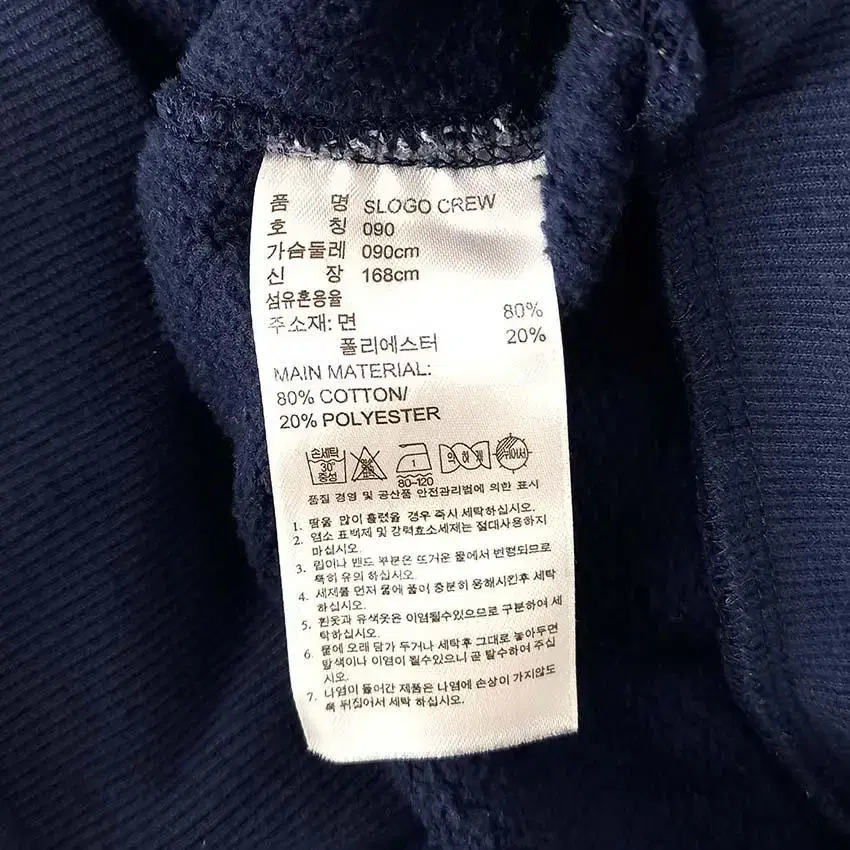 품 명 SLOGO CREW
호 칭 090
가슴둘레 090cm
신 장 168cm
섬유혼용율
주소재: 면 80%
폴리에스터 20%
MAIN MATERIAL:
80% COTTON/
20% POLYESTER
손세탁 30° 중성 염소표백 1 80-120 약하게 뉘어서
품질 경영 및 공산품 안전관리법에 의한 표시
1. 땀을 많이 흘렸을 경우 즉시 세탁하십시오.
2. 염소 표백제 및 강력효소세제는 절대사용하지
마십시오.
3. 립이나 밴드 부분은 뜨거운 물에서 변형되므로
특히 유의 하십시오.
4. 세제를 먼저 물에 풀어 충분히 용해시킨후 세탁
하십시오.
5. 흰옷과 유색옷은 이염될수있으므로 구분하여 세
탁하십시오.
6. 물에 오래 담가 두거나 세탁후 그대로 놓아두면
탈색이나 이염이 될수있으니 곧 탈수하여 주십
시오.
7. 나염이 들어간 제품은 나염에 손상이 가지않도
록 뒤집어서 세탁 하십시오.